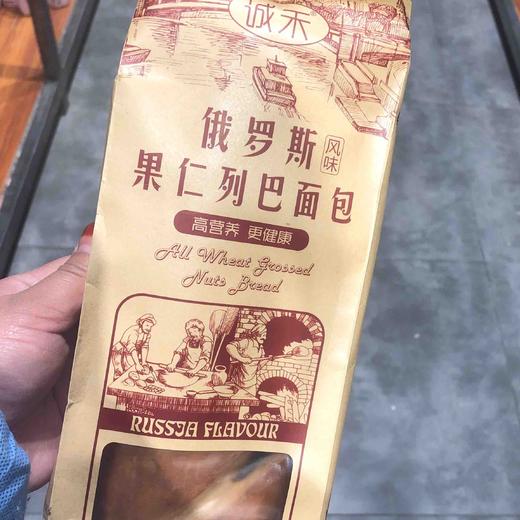 诚禾
俄罗斯风味
果仁列巴面包
高营养 更健康
All Wheat Grossed
Nuts Bread
RUSSJA FLAVOUR